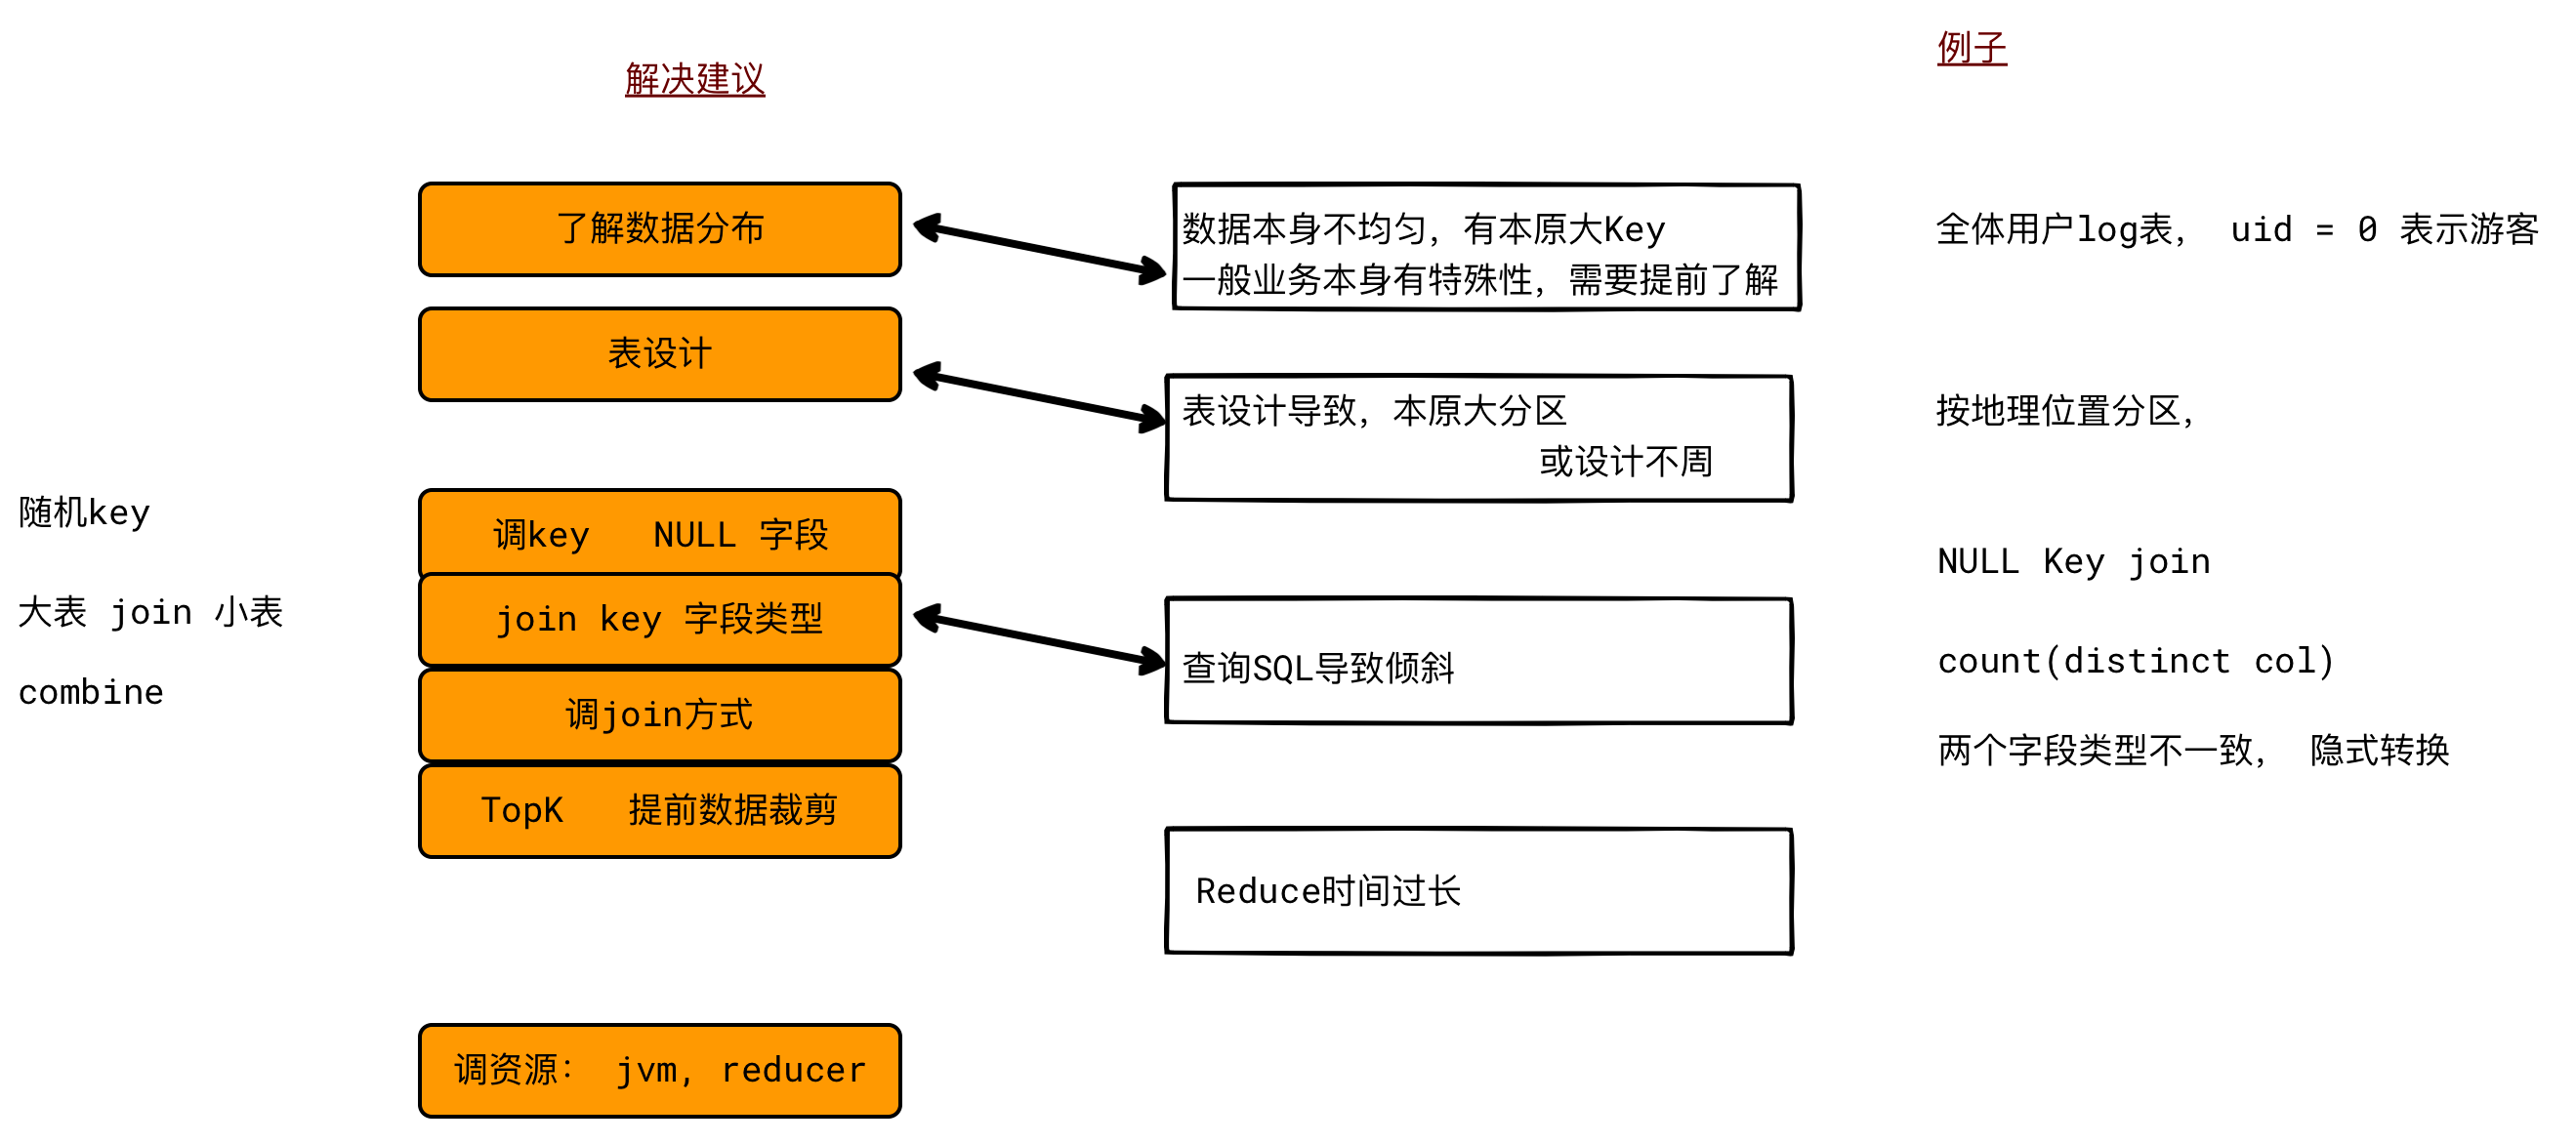 解决建议
例子
了解数据分布
数据本身不均匀，有本原大Key
一般业务本身有特殊性，需要提前了解
全体用户log表， uid = 0 表示游客
表设计
表设计导致，本原大分区
或设计不周
按地理位置分区，
随机key
大表 join 小表
combine
调key NULL 字段
join key 字段类型
调join方式
TopK 提前数据裁剪
查询SQL导致倾斜
NULL Key join
count(distinct col)
两个字段类型不一致， 隐式转换
Reduce时间过长
调资源： jvm, reducer